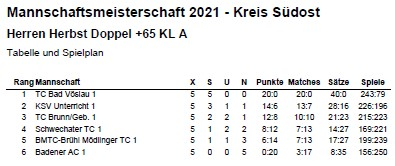 Mannschaftsmeisterschaft 2021 - Kreis Südost
Herren Herbst Doppel +65 KL A
Tabelle und Spielplan
Rang Mannschaft X S U N Punkte Matches Sätze Spiele
1 TC Bad Vöslau 1 5 5 0 0 20:0 20:0 40:0 243:79
2 KSV Unterricht 1 5 3 1 1 14:6 13:7 28:16 226:196
3 TC Brunn/Geb. 1 5 1 2 2 12:8 10:10 21:23 215:223
4 Schwechater TC 1 5 1 2 2 8:12 7:13 14:27 169:221
5 BMTC-Brühl Mödlinger TC 1 5 1 1 3 6:14 7:13 17:27 199:239
6 Badener AC 1 5 0 0 5 0:20 3:17 8:35 156:250